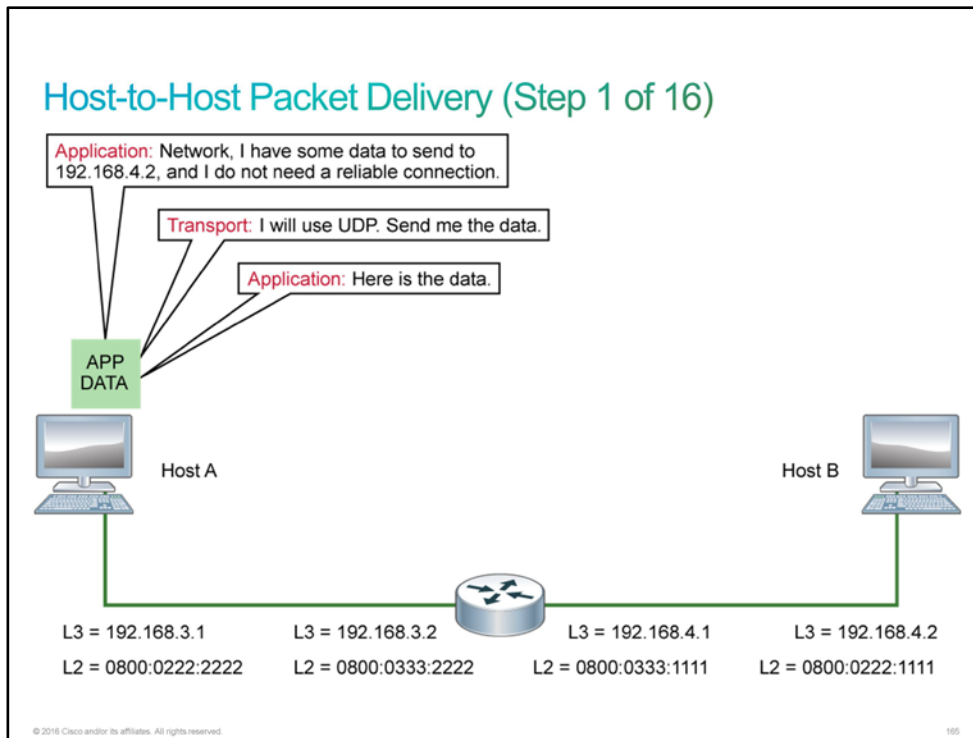 Host-to-Host Packet Delivery (Step 1 of 16)
Application: Network, I have some data to send to
192.168.4.2, and I do not need a reliable connection.
Transport: I will use UDP. Send me the data.
Application: Here is the data.
APP
DATA
Host A
Host B
L3 = 192.168.3.1
L3 = 192.168.3.2
L3 = 192.168.4.1
L3 = 192.168.4.2
L2 = 0800:0222:2222
L2 = 0800:0333:2222
L2 = 0800:0333:1111
L2 = 0800:0222:1111
© 2016 Cisco and/or its affiliates. All rights reserved.
165